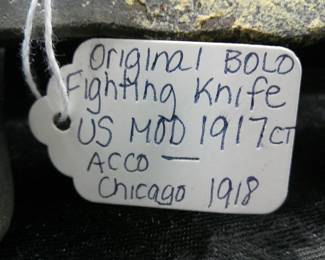 Original BOLO
Fighting Knife
US MOD 1917 CT
ACCO —
Chicago 1918